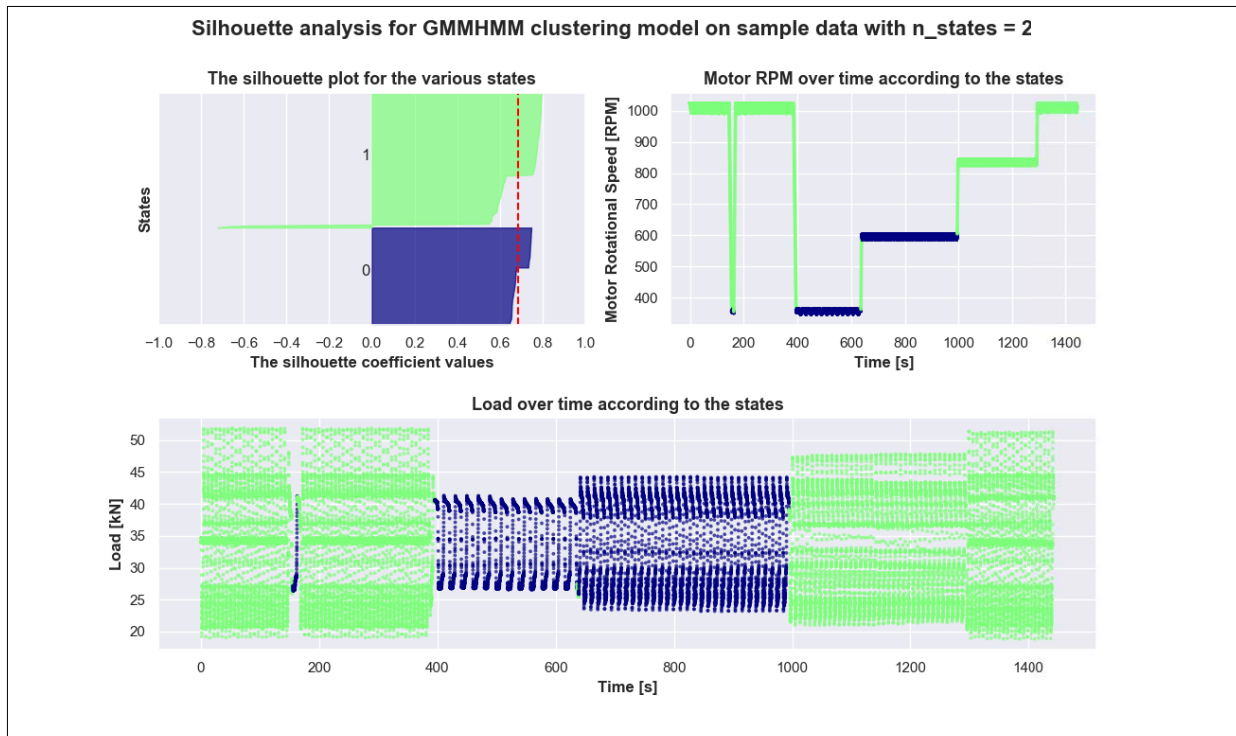 Silhouette analysis for GMMHMM clustering model on sample data with n_states = 2
The silhouette plot for the various states
States
1
0
−1.0 −0.8 −0.6 −0.4 −0.2 0.0 0.2 0.4 0.6 0.8 1.0
The silhouette coefficient values
Motor RPM over time according to the states
Motor Rotational Speed [RPM]
1000
900
800
700
600
500
400
0 200 400 600 800 1000 1200 1400
Time [s]
Load over time according to the states
Load [kN]
50
45
40
35
30
25
20
0 200 400 600 800 1000 1200 1400
Time [s]